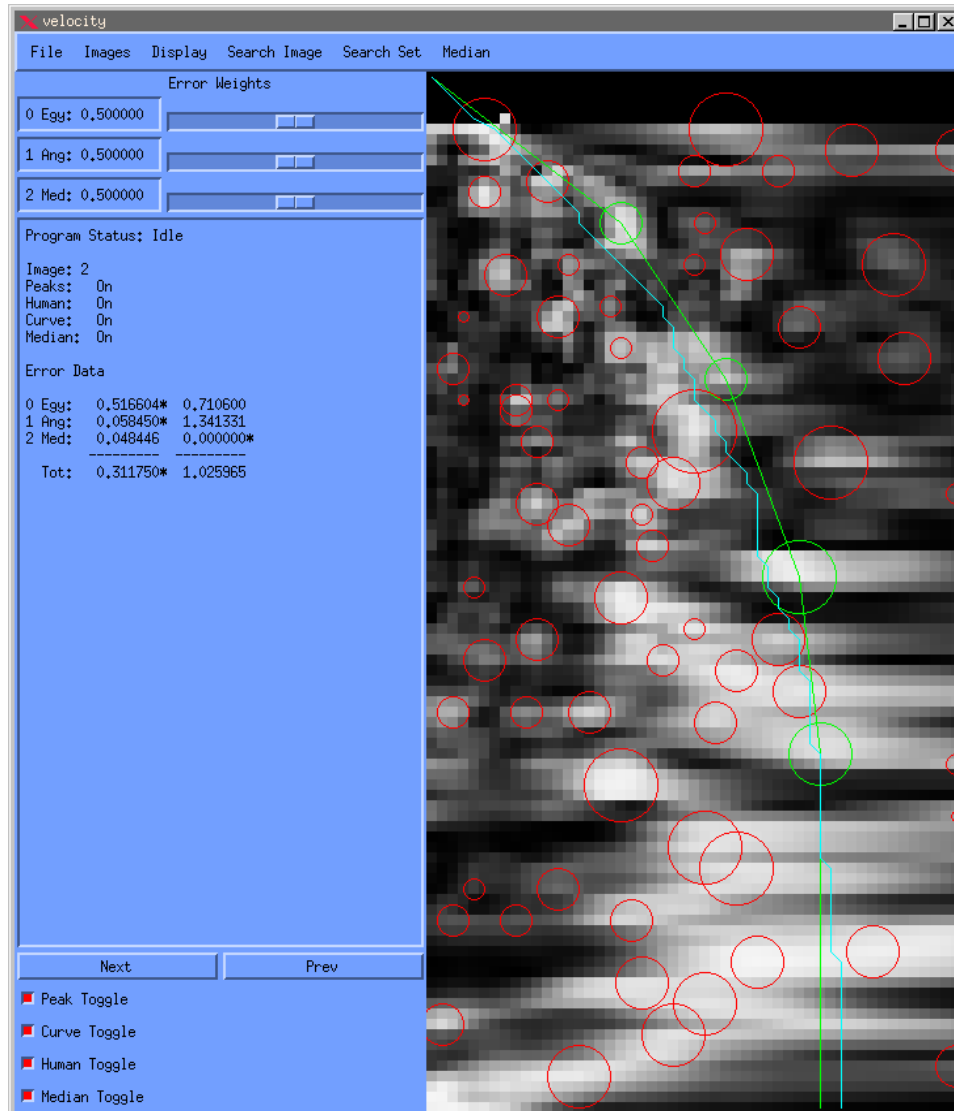 velocity
File Images Display Search Image Search Set Median
Error Weights
0 Egy: 0.500000
1 Ang: 0.500000
2 Med: 0.500000
Program Status: Idle
Image: 2
Peaks: On
Human: On
Curve: On
Median: On
Error Data
0 Egy: 0.516604* 0.710600
1 Ang: 0.058450* 1.341331
2 Med: 0.048446 0.000000*
--------- ---------
Tot: 0.311750* 1.025965
Next Prev
Peak Toggle
Curve Toggle
Human Toggle
Median Toggle